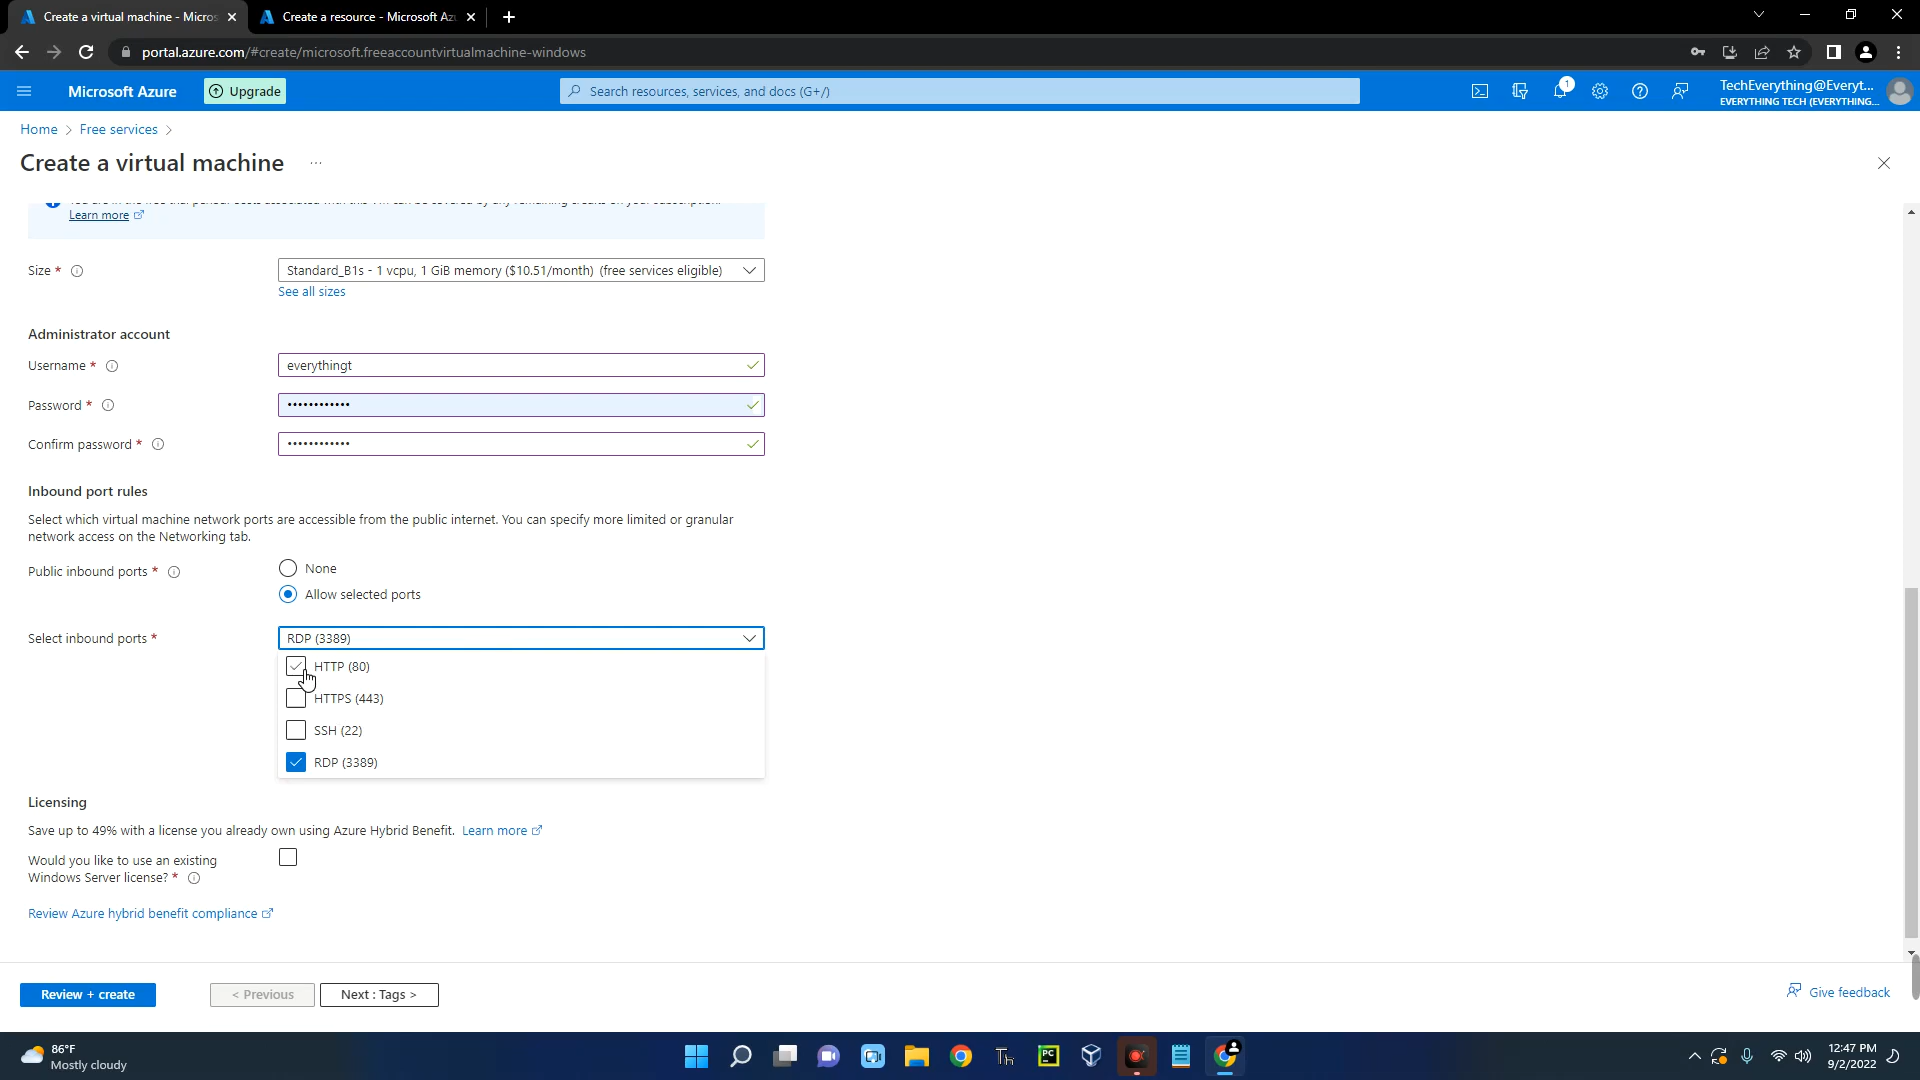 Create a virtual machine - Micros
Create a resource - Microsoft Az
portal.azure.com/#create/microsoft.freeaccountvirtualmachine-windows
Microsoft Azure
Upgrade
Search resources, services, and docs (G+/)
1
TechEverything@Everyt...
EVERYTHING TECH (EVERYTHING...
Home > Free services >
Create a virtual machine ...
Learn more
Size *
Standard_B1s - 1 vcpu, 1 GiB memory ($10.51/month) (free services eligible)
See all sizes
Administrator account
Username *
everythingt
Password *
••••••••••••
Confirm password *
••••••••••••
Inbound port rules
Select which virtual machine network ports are accessible from the public internet. You can specify more limited or granular
network access on the Networking tab.
Public inbound ports *
None
Allow selected ports
Select inbound ports *
RDP (3389)
HTTP (80)
HTTPS (443)
SSH (22)
RDP (3389)
Licensing
Save up to 49% with a license you already own using Azure Hybrid Benefit. Learn more
Would you like to use an existing
Windows Server license? *
Review Azure hybrid benefit compliance
Review + create
< Previous
Next : Tags >
Give feedback
86°F
Mostly cloudy
Th
PC
12:47 PM
9/2/2022